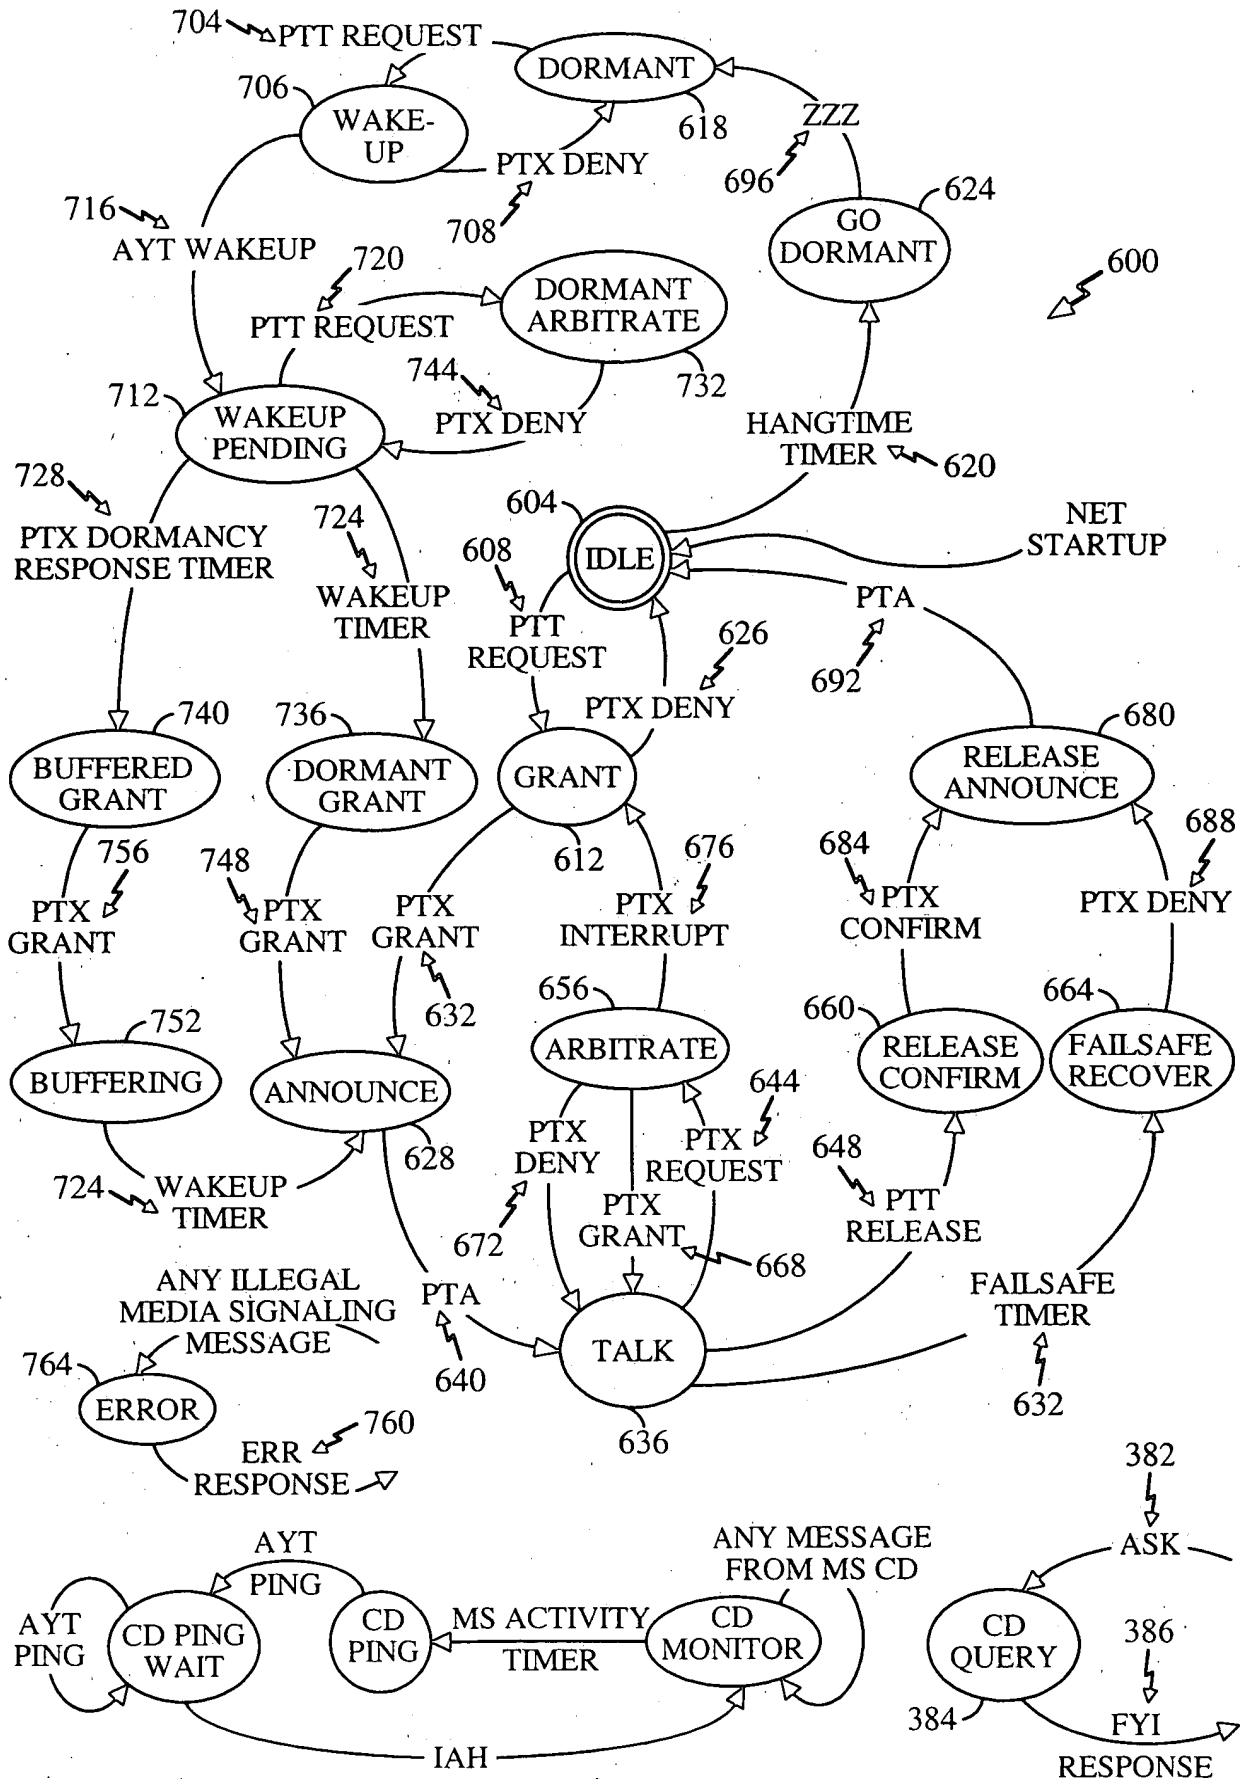 704
PTT REQUEST
DORMANT
706
WAKE-
UP
618
ZZZ
PTX DENY
696
624
716
708
GO
DORMANT
AYT WAKEUP
720
600
DORMANT
ARBITRATE
PTT REQUEST
744
732
712
WAKEUP
PENDING
PTX DENY
HANGTIME
TIMER
620
728
724
604
NET
STARTUP
PTX DORMANCY
RESPONSE TIMER
608
IDLE
WAKEUP
TIMER
PTT
REQUEST
PTA
626
692
PTX DENY
740
736
680
BUFFERED
GRANT
DORMANT
GRANT
GRANT
RELEASE
ANNOUNCE
756
748
612
676
684
688
PTX
GRANT
PTX
GRANT
PTX
GRANT
PTX
INTERRUPT
PTX
CONFIRM
PTX DENY
632
656
660
664
752
BUFFERING
ANNOUNCE
ARBITRATE
RELEASE
CONFIRM
FAILSAFE
RECOVER
644
628
PTX
DENY
PTX
REQUEST
648
724
WAKEUP
TIMER
PTX
GRANT
PTT
RELEASE
672
668
ANY ILLEGAL
MEDIA SIGNALING
MESSAGE
PTA
FAILSAFE
TIMER
764
TALK
640
632
ERROR
760
636
ERR
RESPONSE
382
AYT
PING
ANY MESSAGE
FROM MS CD
ASK
AYT
PING
CD PING
WAIT
CD
PING
MS ACTIVITY
TIMER
CD
MONITOR
CD
QUERY
386
384
FYI
RESPONSE
IAH